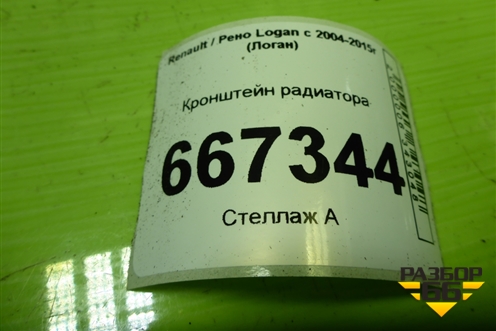 Renault / Рено Logan с 2004-2015г
(Логан)
Кронштейн радиатора
667344
Стеллаж А
РАЗБОР
66